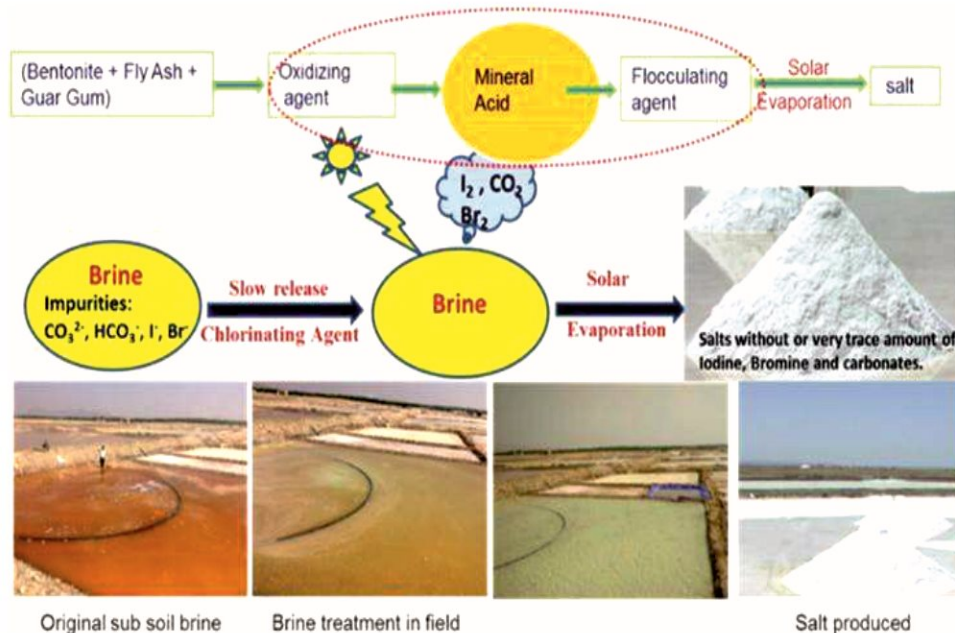 (Bentonite + Fly Ash +
Guar Gum)
Oxidizing
agent
Mineral
Acid
Flocculating
agent
Solar
Evaporation
salt
I₂ , CO₂
Br₂
Brine
Impurities:
CO₃²⁻, HCO₃⁻, I⁻, Br⁻
Slow release
Chlorinating Agent
Brine
Solar
Evaporation
Salts without or very trace amount of
Iodine, Bromine and carbonates.
Original sub soil brine
Brine treatment in field
Salt produced